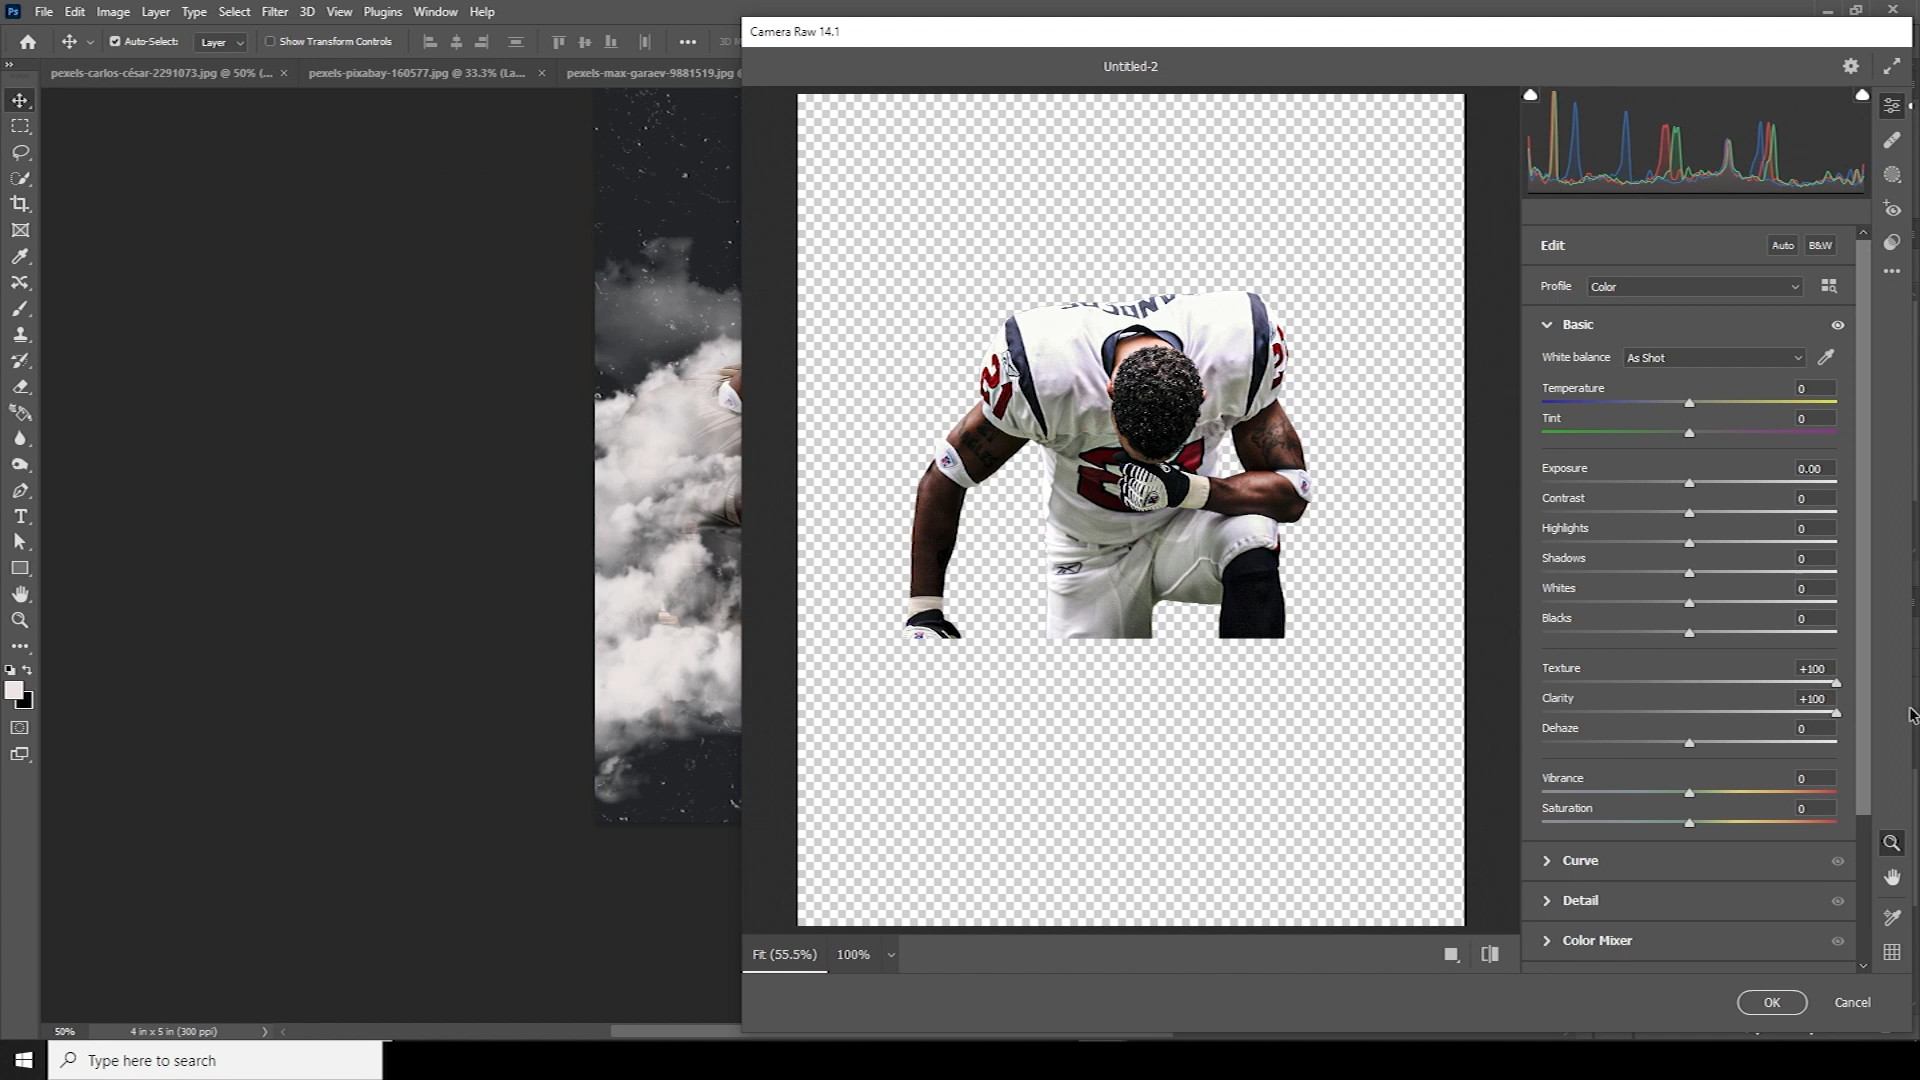 Ps File Edit Image Layer Type Select Filter 3D View Plugins Window Help
Camera Raw 14.1
Auto-Select: Layer Show Transform Controls 3D M
Untitled-2
pexels-carlos-césar-2291073.jpg @ 50% (... pexels-pixabay-160577.jpg @ 33.3% (La... pexels-max-garaev-9881519.jpg @
Edit Auto B&W
Profile Color
Basic
White balance As Shot
Temperature 0
Tint 0
Exposure 0.00
Contrast 0
Highlights 0
Shadows 0
Whites 0
Blacks 0
Texture +100
Clarity +100
Dehaze 0
Vibrance 0
Saturation 0
Curve
Detail
Color Mixer
21
Fit (55.5%) 100%
OK Cancel
50% 4 in x 5 in (300 ppi)
Type here to search